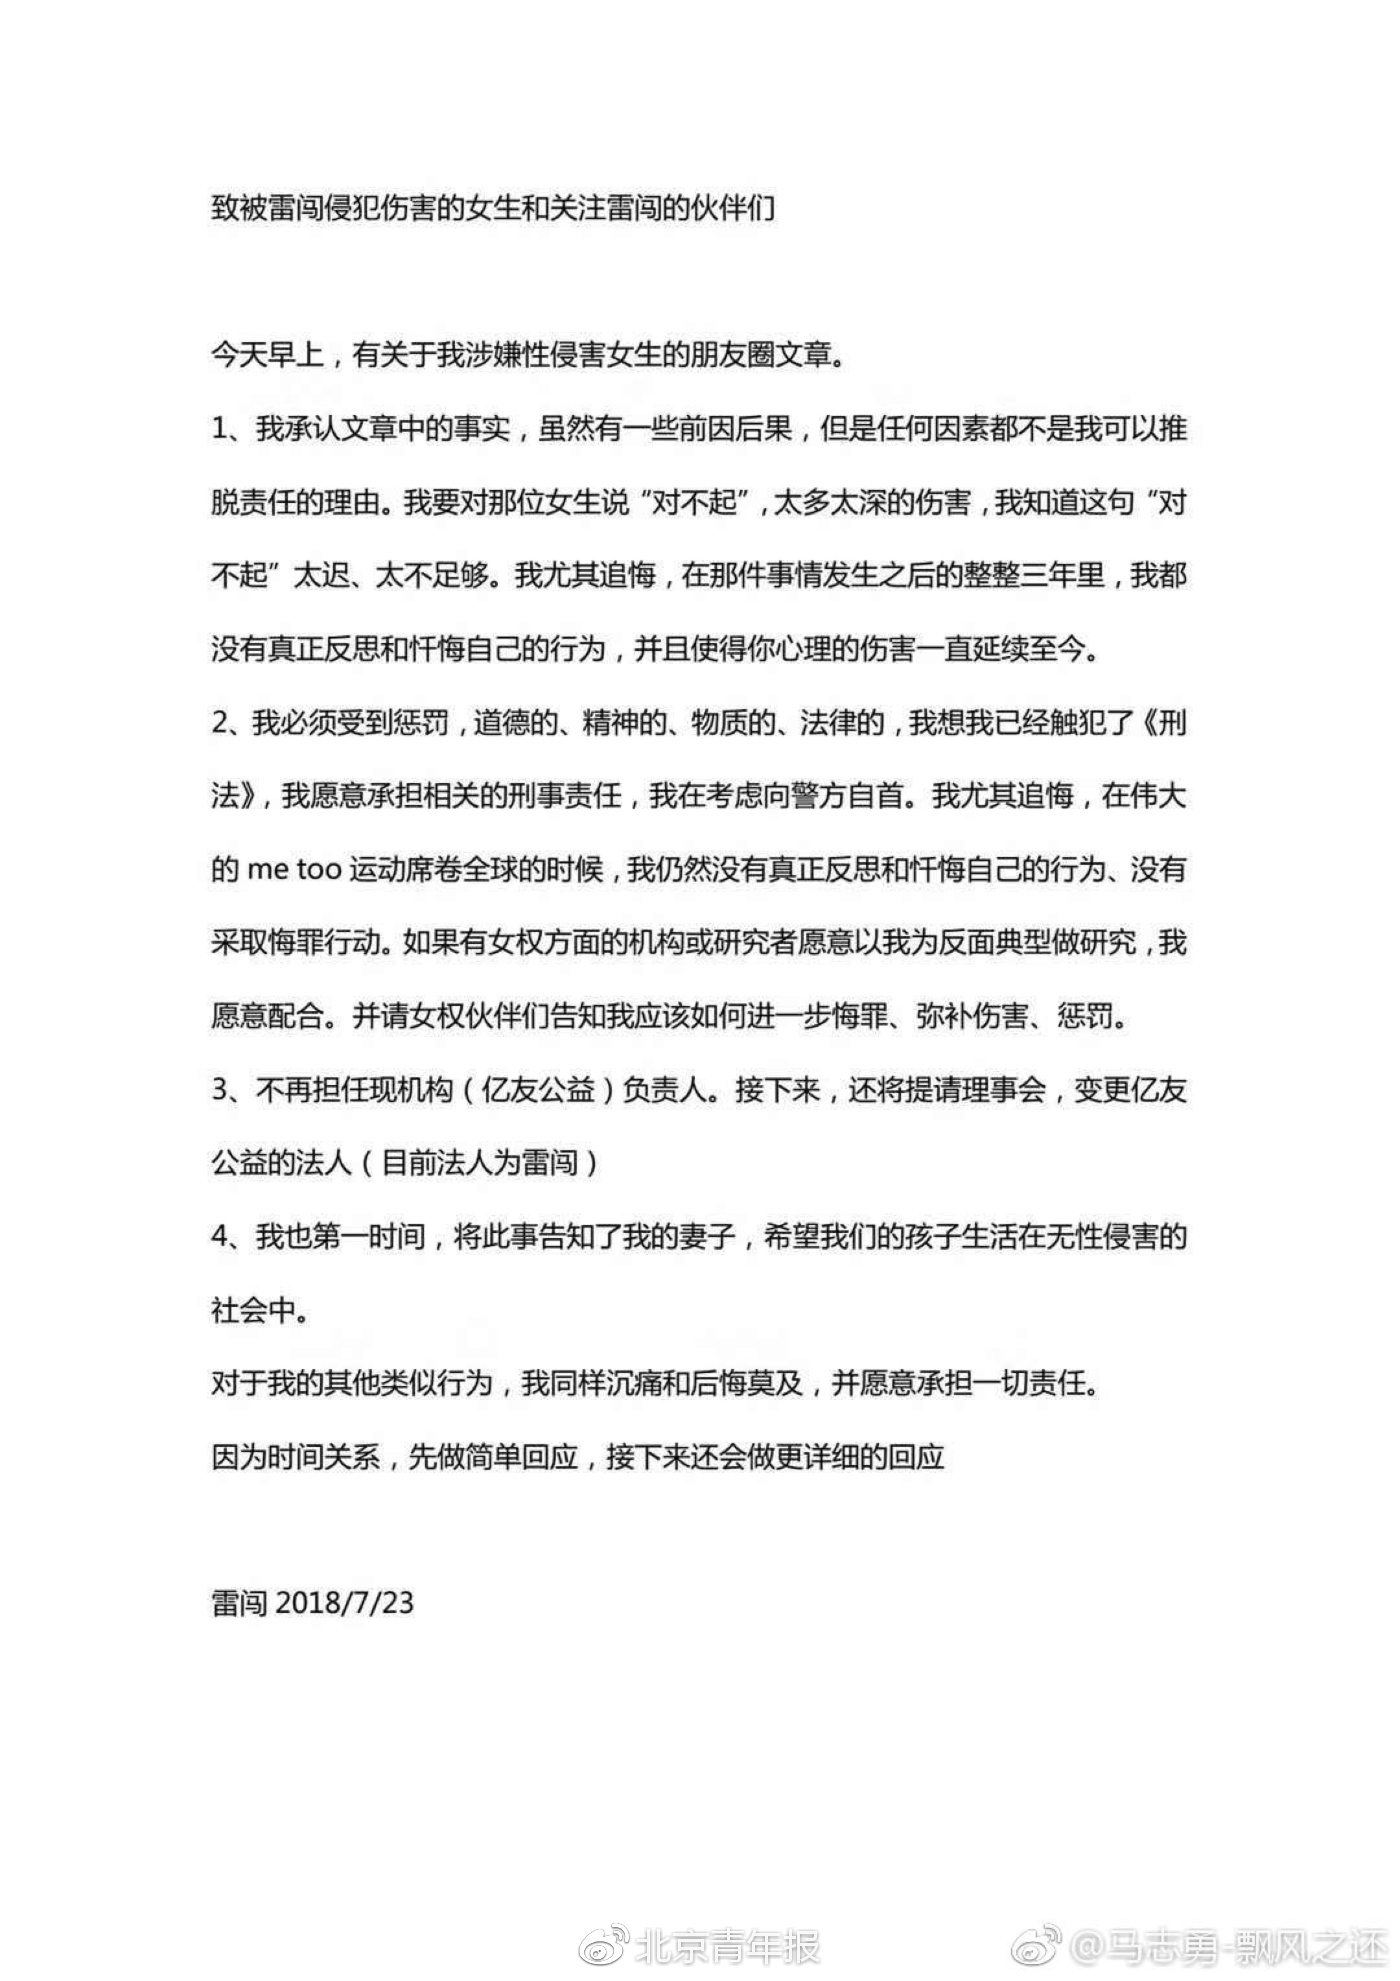 致被雷闯侵犯伤害的女生和关注雷闯的伙伴们
今天早上，有关于我涉嫌性侵害女生的朋友圈文章。
1、我承认文章中的事实，虽然有一些前因后果，但是任何因素都不是我可以推
脱责任的理由。我要对那位女生说“对不起”，太多太深的伤害，我知道这句“对
不起”太迟、太不足够。我尤其追悔，在那件事情发生之后的整整三年里，我都
没有真正反思和忏悔自己的行为，并且使得你心理的伤害一直延续至今。
2、我必须受到惩罚，道德的、精神的、物质的、法律的，我想我已经触犯了《刑
法》，我愿意承担相关的刑事责任，我在考虑向警方自首。我尤其追悔，在伟大
的 me too 运动席卷全球的时候，我仍然没有真正反思和忏悔自己的行为、没有
采取悔罪行动。如果有女权方面的机构或研究者愿意以我为反面典型做研究，我
愿意配合。并请女权伙伴们告知我应该如何进一步悔罪、弥补伤害、惩罚。
3、不再担任现机构（亿友公益）负责人。接下来，还将提请理事会，变更亿友
公益的法人（目前法人为雷闯）
4、我也第一时间，将此事告知了我的妻子，希望我们的孩子生活在无性侵害的
社会中。
对于我的其他类似行为，我同样沉痛和后悔莫及，并愿意承担一切责任。
因为时间关系，先做简单回应，接下来还会做更详细的回应
雷闯 2018/7/23
北京青年报
@马志勇-飘风之还